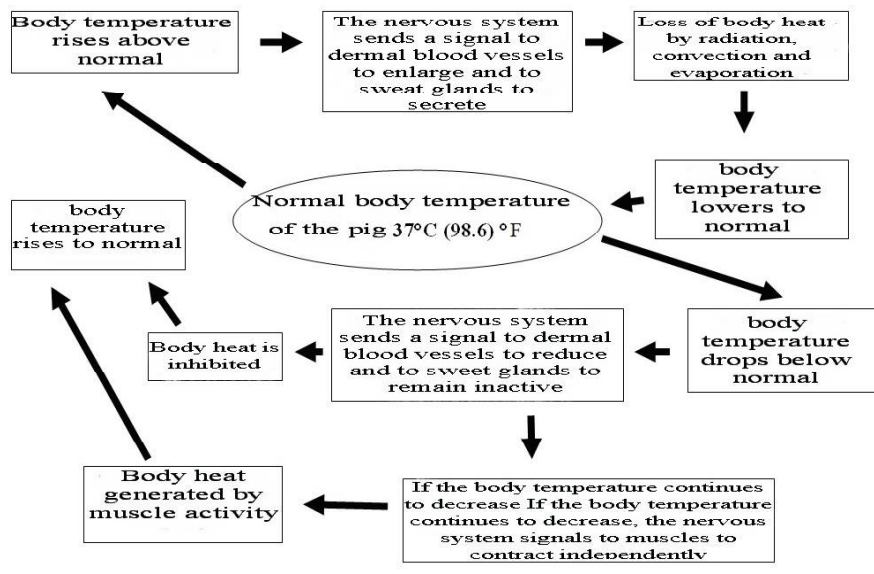 Body temperature
rises above
normal
The nervous system
sends a signal to
dermal blood vessels
to enlarge and to
sweat glands to
secrete
Loss of body heat
by radiation,
convection and
evaporation
body
temperature
lowers to
normal
Normal body temperature
of the pig 37°C (98.6) °F
body
temperature
rises to normal
body
temperature
drops below
normal
The nervous system
sends a signal to dermal
blood vessels to reduce
and to sweet glands to
remain inactive
Body heat is
inhibited
Body heat
generated by
muscle activity
If the body temperature continues
to decrease If the body temperature
continues to decrease, the nervous
system signals to muscles to
contract independently